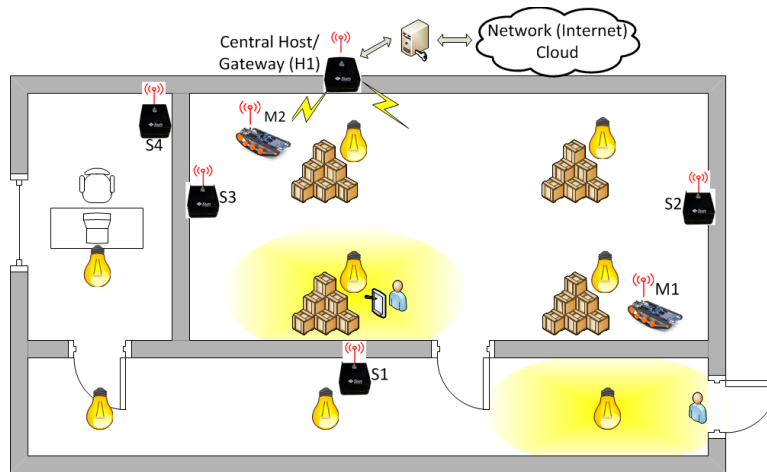 Central Host/
Gateway (H1)
Network (Internet)
Cloud
M2
S4
S3
S2
M1
S1